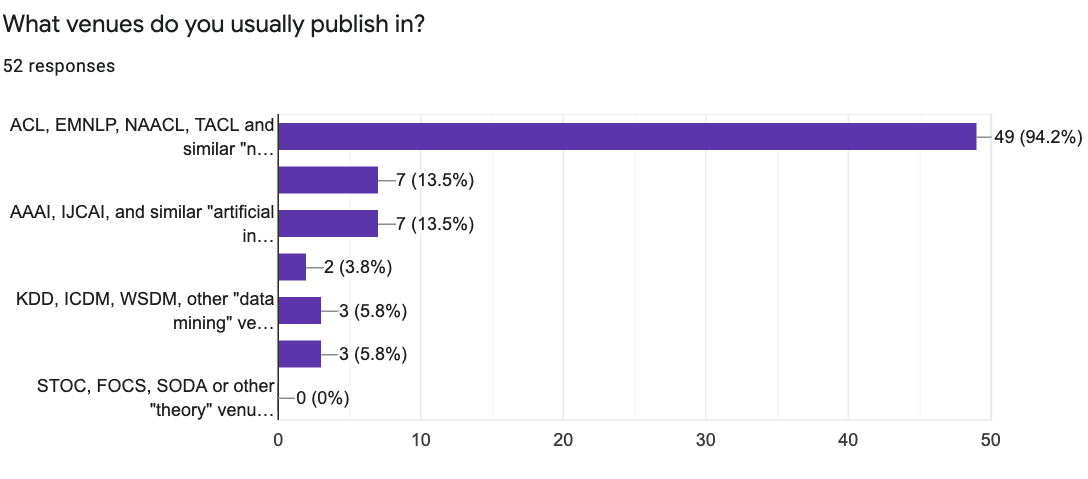 What venues do you usually publish in?
52 responses
ACL, EMNLP, NAACL, TACL and
similar "n…
49 (94.2%)
7 (13.5%)
AAAI, IJCAI, and similar "artificial
in…
7 (13.5%)
2 (3.8%)
KDD, ICDM, WSDM, other "data
mining" ve…
3 (5.8%)
3 (5.8%)
STOC, FOCS, SODA or other
"theory" venu…
0 (0%)
0 10 20 30 40 50